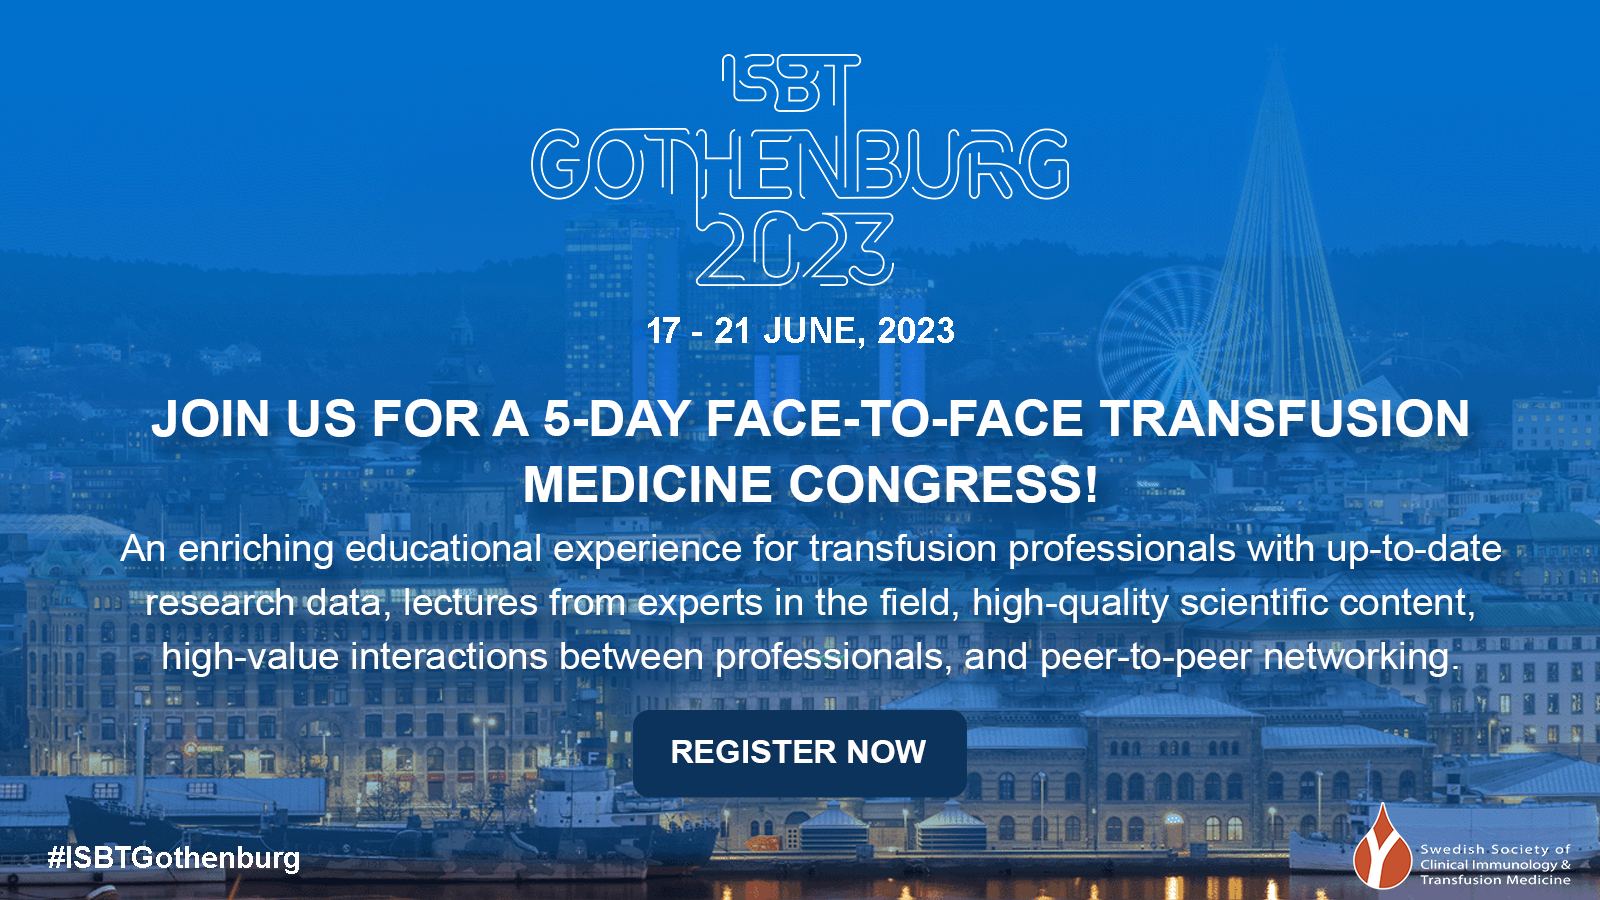 ISBT
GOTHENBURG
2023
17 - 21 JUNE, 2023
JOIN US FOR A 5-DAY FACE-TO-FACE TRANSFUSION
MEDICINE CONGRESS!
An enriching educational experience for transfusion professionals with up-to-date
research data, lectures from experts in the field, high-quality scientific content,
high-value interactions between professionals, and peer-to-peer networking.
REGISTER NOW
#ISBTGothenburg
Swedish Society of
Clinical Immunology &
Transfusion Medicine